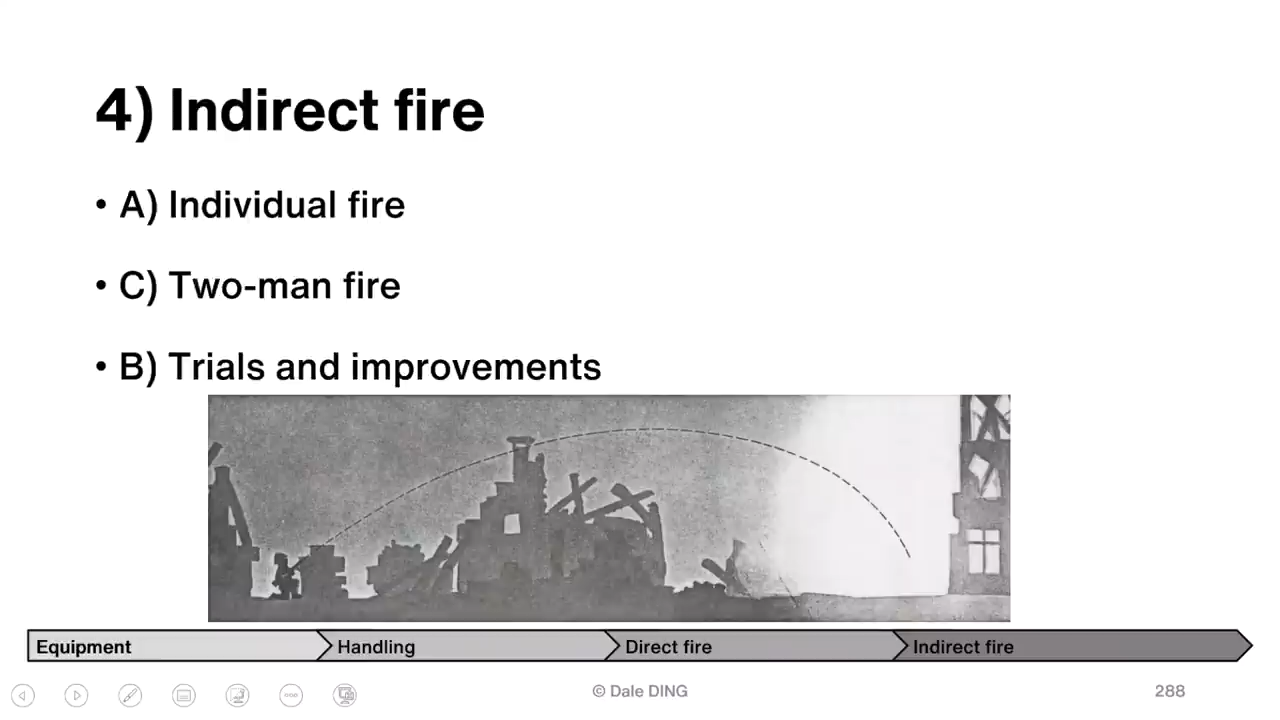 4) Indirect fire
• A) Individual fire
• C) Two-man fire
• B) Trials and improvements
Equipment
Handling
Direct fire
Indirect fire
© Dale DING
288